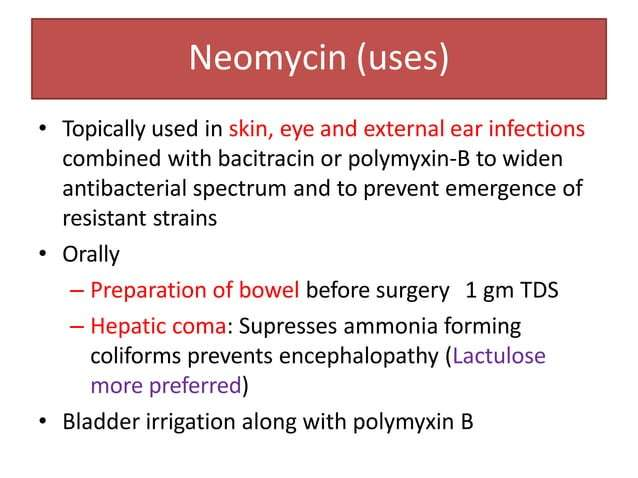 Neomycin (uses)
• Topically used in skin, eye and external ear infections
combined with bacitracin or polymyxin-B to widen
antibacterial spectrum and to prevent emergence of
resistant strains
• Orally
– Preparation of bowel before surgery 1 gm TDS
– Hepatic coma: Supresses ammonia forming
coliforms prevents encephalopathy (Lactulose
more preferred)
• Bladder irrigation along with polymyxin B